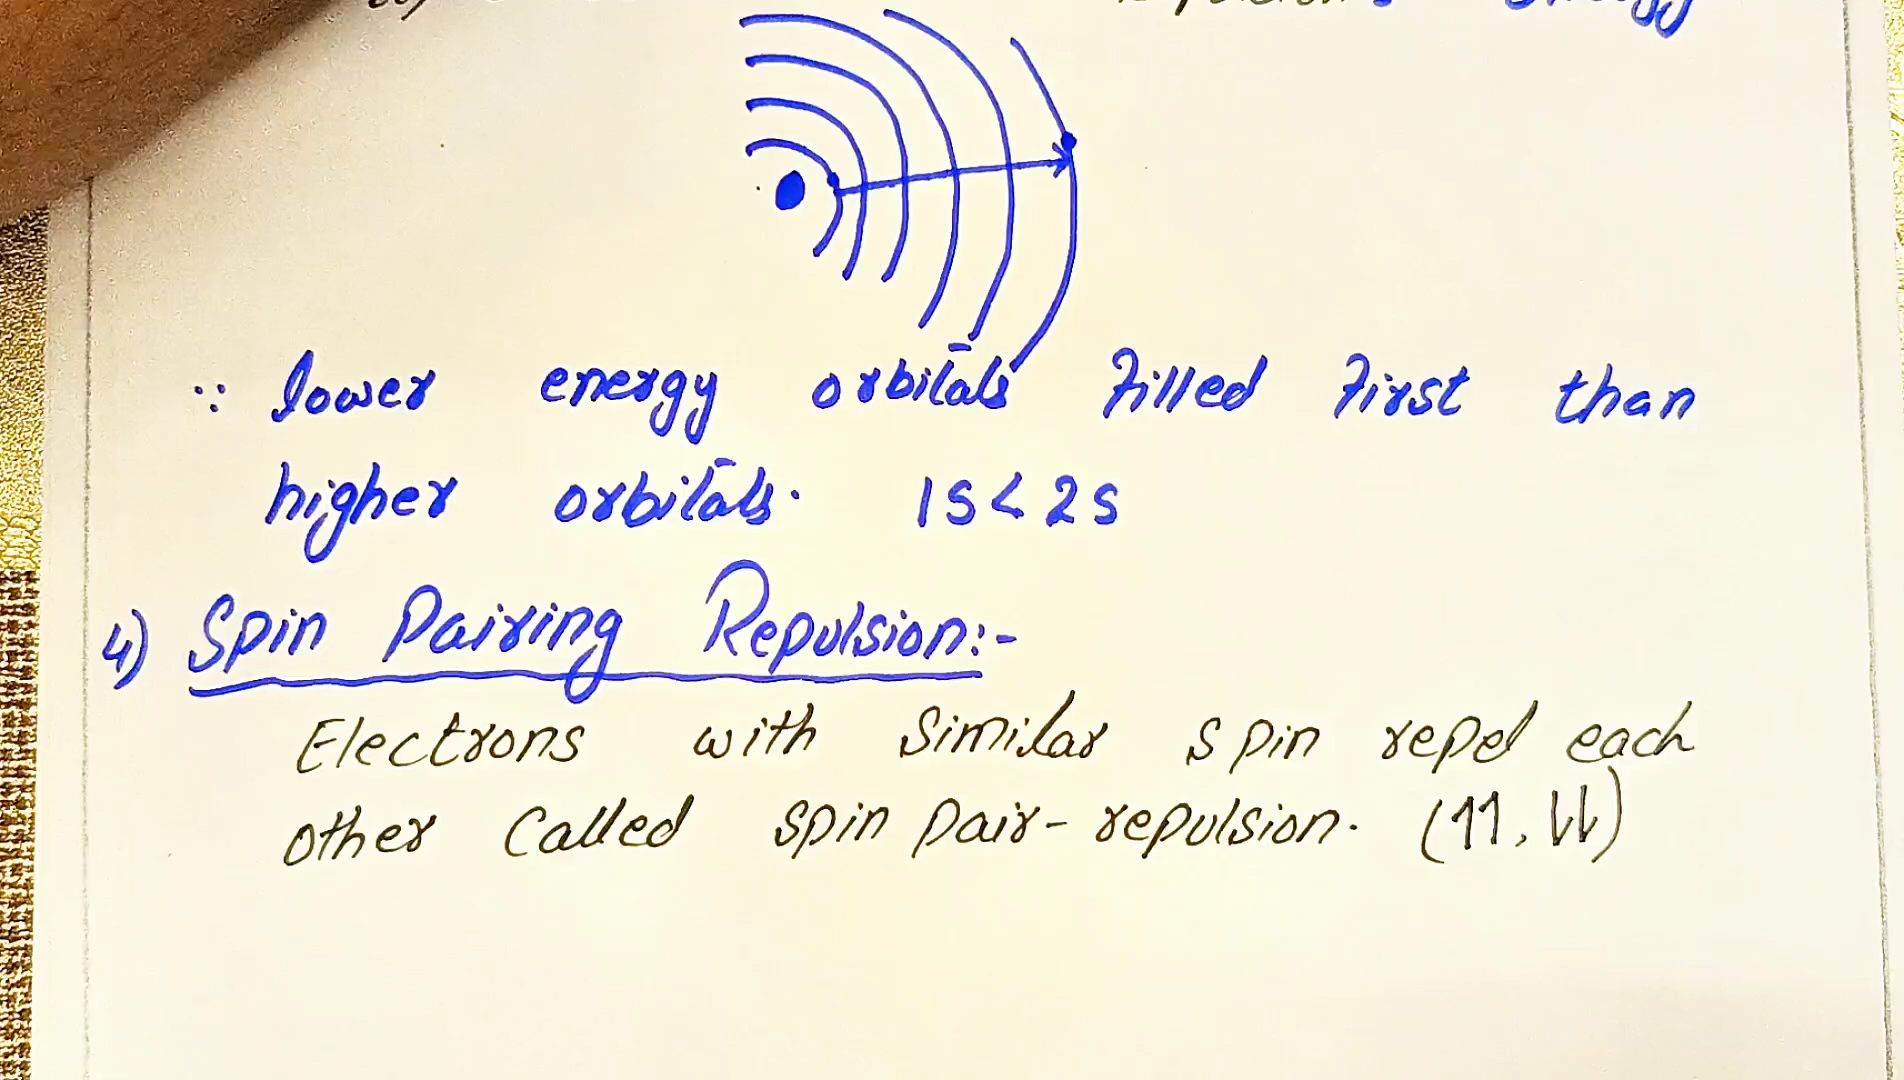 ∵ lower energy orbitals filled first than
higher orbitals. 1s < 2s
4) Spin Pairing Repulsion:-
Electrons with Similar spin repel each
other Called spin pair-repulsion. (11, ↓↓)